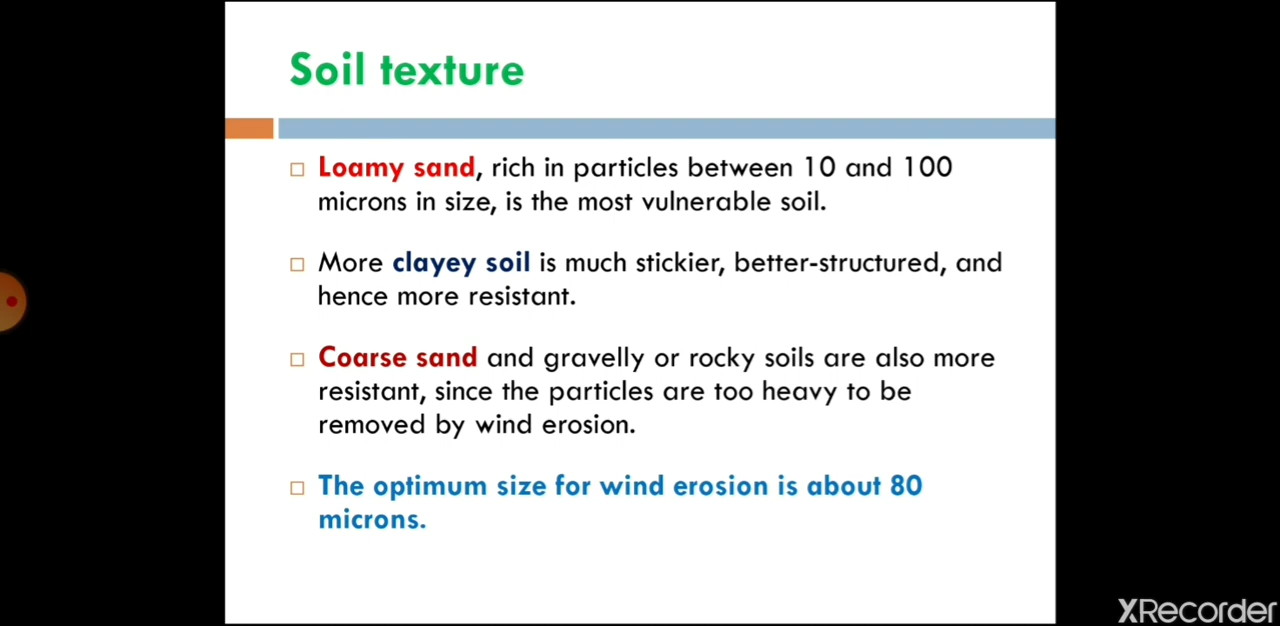 Soil texture
Loamy sand, rich in particles between 10 and 100
microns in size, is the most vulnerable soil.
More clayey soil is much stickier, better-structured, and
hence more resistant.
Coarse sand and gravelly or rocky soils are also more
resistant, since the particles are too heavy to be
removed by wind erosion.
The optimum size for wind erosion is about 80
microns.
XRecorder